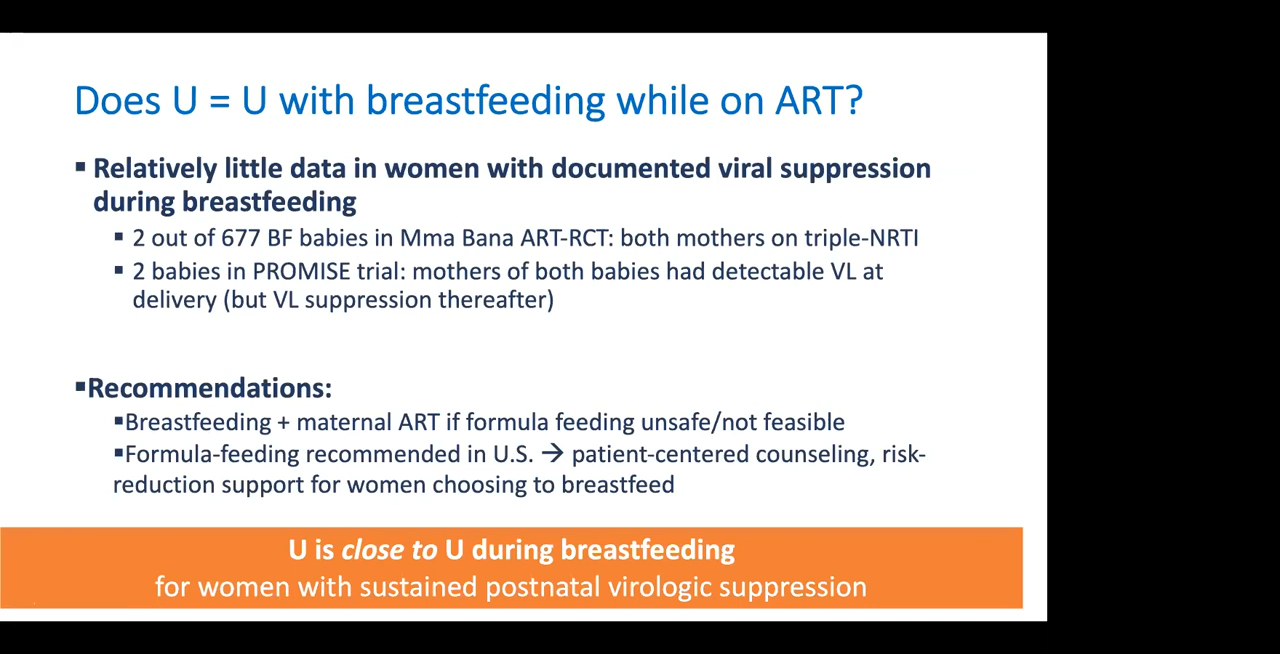 Does U = U with breastfeeding while on ART?
▪ Relatively little data in women with documented viral suppression
during breastfeeding
▪ 2 out of 677 BF babies in Mma Bana ART-RCT: both mothers on triple-NRTI
▪ 2 babies in PROMISE trial: mothers of both babies had detectable VL at
delivery (but VL suppression thereafter)
▪Recommendations:
▪Breastfeeding + maternal ART if formula feeding unsafe/not feasible
▪Formula-feeding recommended in U.S. → patient-centered counseling, risk-
reduction support for women choosing to breastfeed
U is close to U during breastfeeding
for women with sustained postnatal virologic suppression